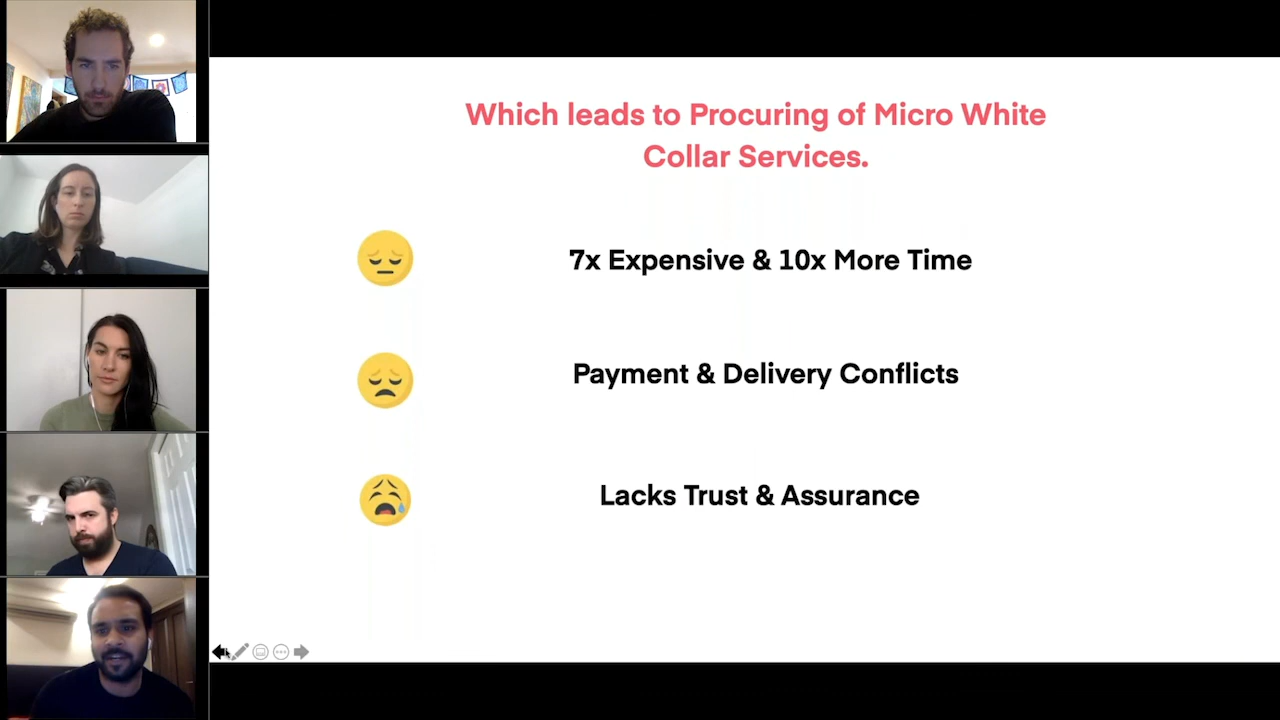 Which leads to Procuring of Micro White
Collar Services.
7x Expensive & 10x More Time
Payment & Delivery Conflicts
Lacks Trust & Assurance